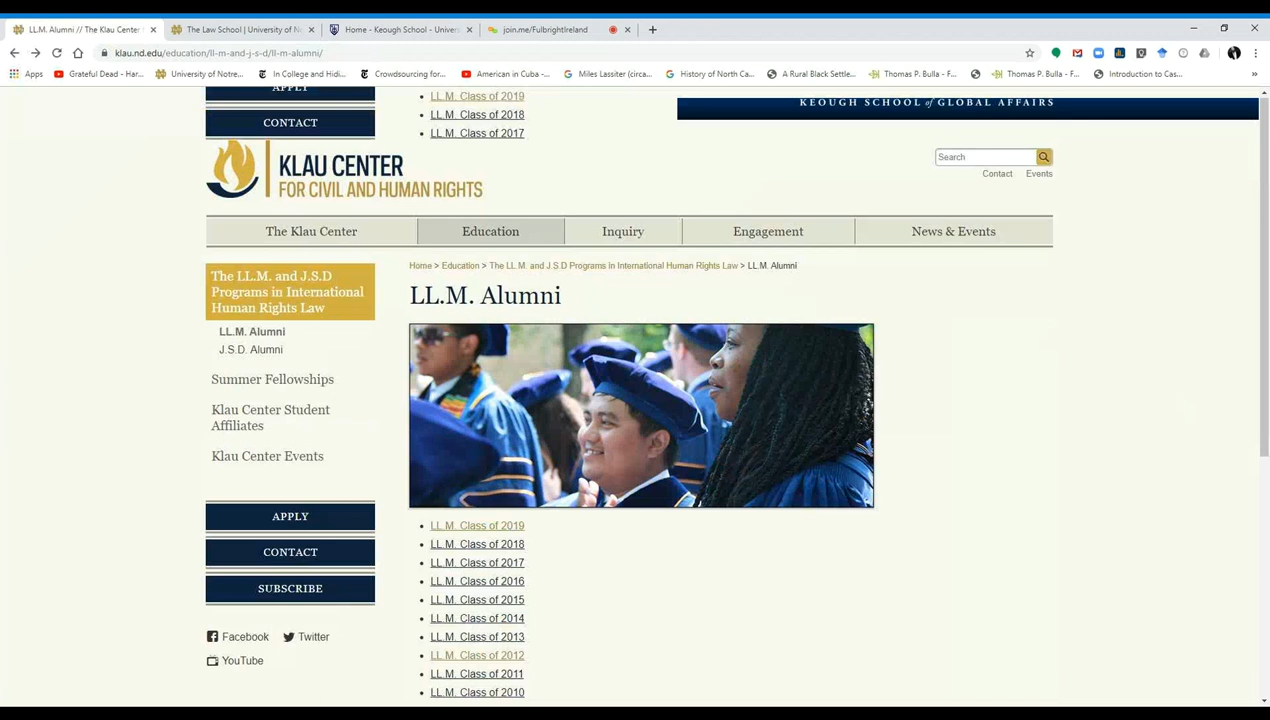 LL.M. Alumni // The Klau Center
The Law School | University of No
Home - Keough School - Univers
join.me/FulbrightIreland
klau.nd.edu/education/ll-m-and-j-s-d/ll-m-alumni/
Apps
Grateful Dead - Har...
University of Notre...
In College and Hidi...
Crowdsourcing for...
American in Cuba -...
Miles Lassiter (circa...
History of North Ca...
A Rural Black Settle...
Thomas P. Bulla - F...
Thomas P. Bulla - F...
Introduction to Cas...
»
APPLY
CONTACT
LL.M. Class of 2019
LL.M. Class of 2018
LL.M. Class of 2017
KEOUGH SCHOOL of GLOBAL AFFAIRS
KLAU CENTER
FOR CIVIL AND HUMAN RIGHTS
Search
Contact
Events
The Klau Center
Education
Inquiry
Engagement
News & Events
The LL.M. and J.S.D
Programs in International
Human Rights Law
LL.M. Alumni
J.S.D. Alumni
Summer Fellowships
Klau Center Student
Affiliates
Klau Center Events
APPLY
CONTACT
SUBSCRIBE
Facebook
Twitter
YouTube
Home > Education > The LL.M. and J.S.D Programs in International Human Rights Law > LL.M. Alumni
LL.M. Alumni
LL.M. Class of 2019
LL.M. Class of 2018
LL.M. Class of 2017
LL.M. Class of 2016
LL.M. Class of 2015
LL.M. Class of 2014
LL.M. Class of 2013
LL.M. Class of 2012
LL.M. Class of 2011
LL.M. Class of 2010